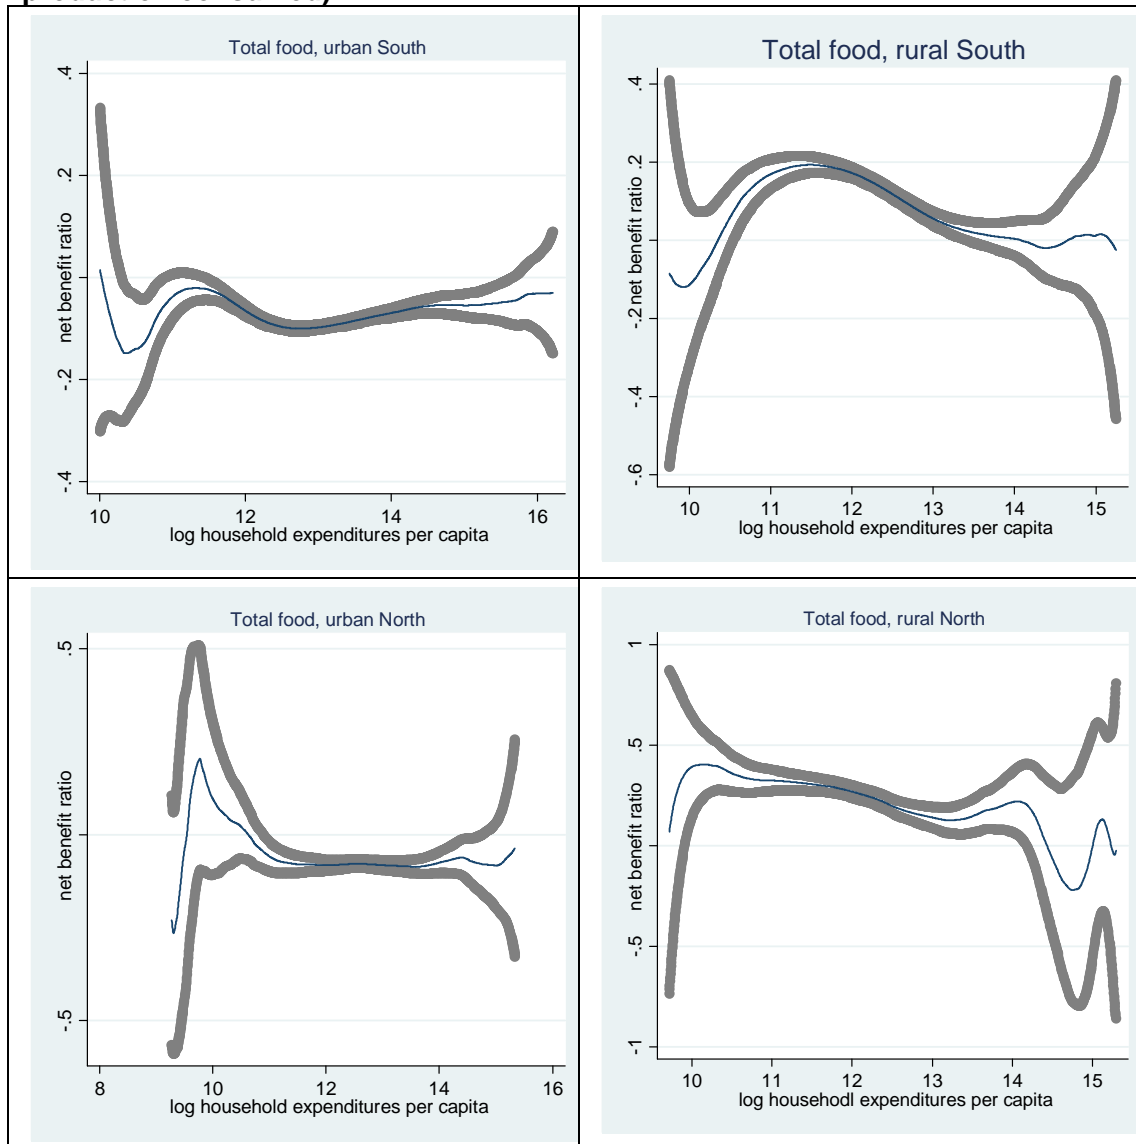 Total food, urban South
.4
.2
net benefit ratio
-.2
-.4
10 12 14 16
log household expenditures per capita
Total food, rural South
.4
.2
net benefit ratio
-.2
-.4
-.6
10 11 12 13 14 15
log household expenditures per capita
Total food, urban North
.5
net benefit ratio
-.5
8 10 12 14 16
log household expenditures per capita
Total food, rural North
1
.5
net benefit ratio
-.5
-1
10 11 12 13 14 15
log househodl expenditures per capita